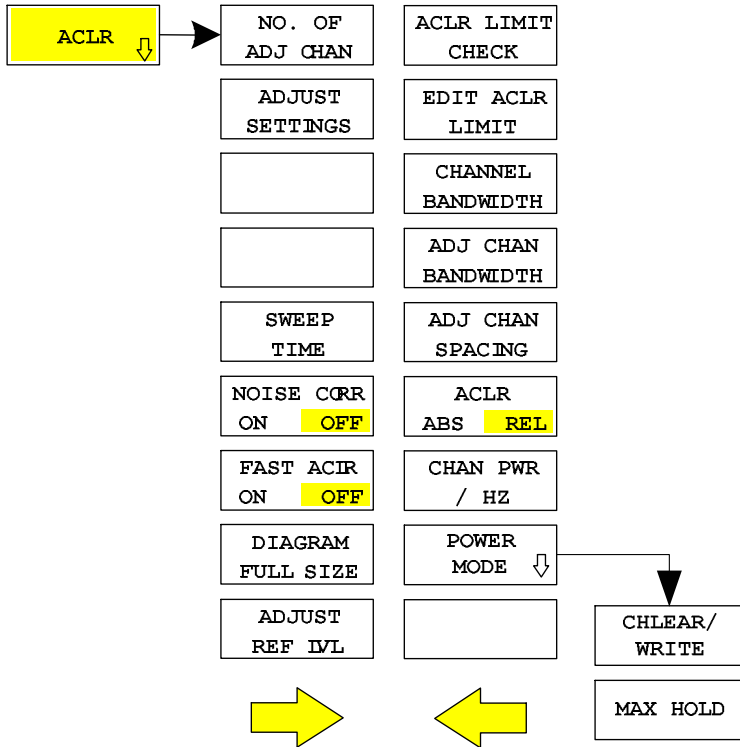 ACLR
NO. OF
ADJ CHAN
ADJUST
SETTINGS
SWEEP
TIME
NOISE CORR
ON OFF
FAST ACLR
ON OFF
DIAGRAM
FULL SIZE
ADJUST
REF LVL
ACLR LIMIT
CHECK
EDIT ACLR
LIMIT
CHANNEL
BANDWIDTH
ADJ CHAN
BANDWIDTH
ADJ CHAN
SPACING
ACLR
ABS REL
CHAN PWR
/ HZ
POWER
MODE
CHLEAR/
WRITE
MAX HOLD